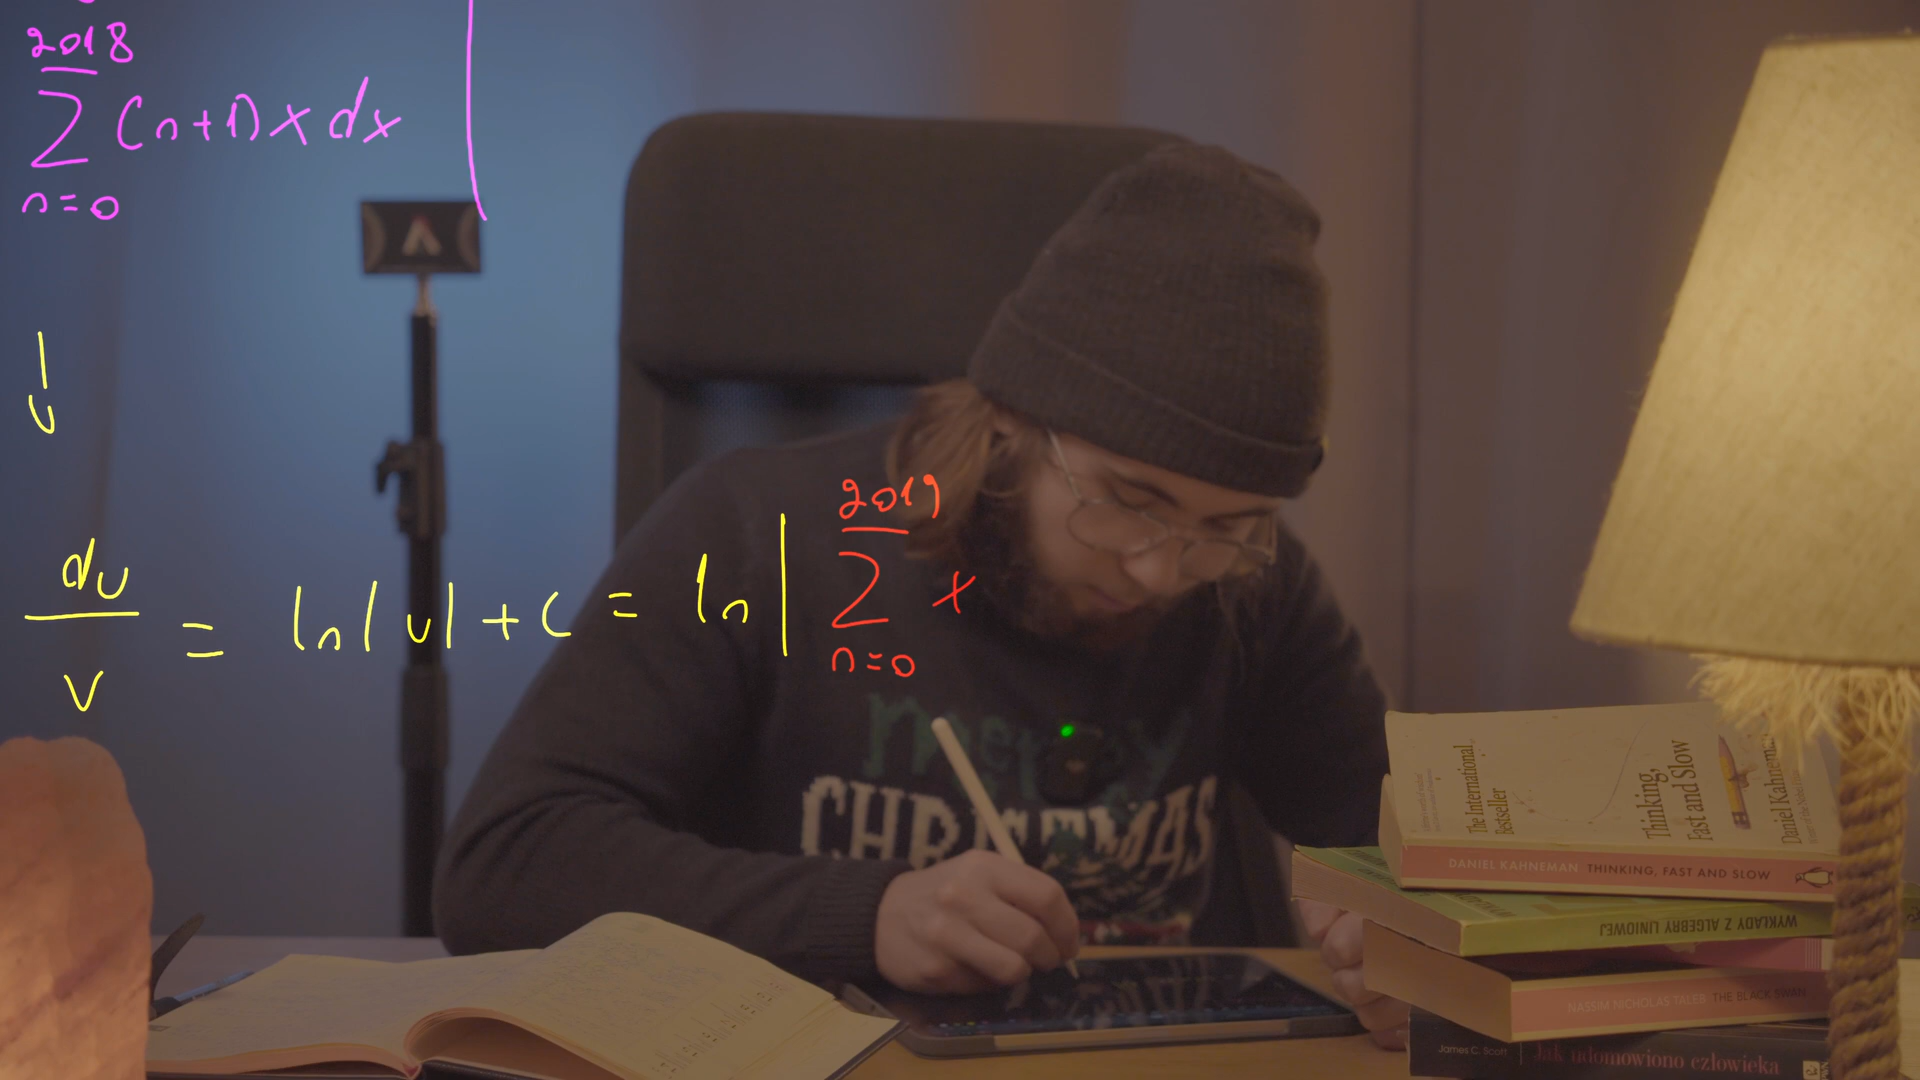 2018
∑ (n+1) x dx
n=0
du
— = ln|u| + C = ln|
v
2019
∑ x
n=0
merry
CHRISTMAS
The International
Bestseller
Thinking,
Fast and Slow
Daniel Kahneman
DANIEL KAHNEMAN THINKING, FAST AND SLOW
WYKŁADY Z ALGEBRY LINIOWEJ
NASSIM NICHOLAS TALEB THE BLACK SWAN
James C. Scott Jak udomowiono człowieka